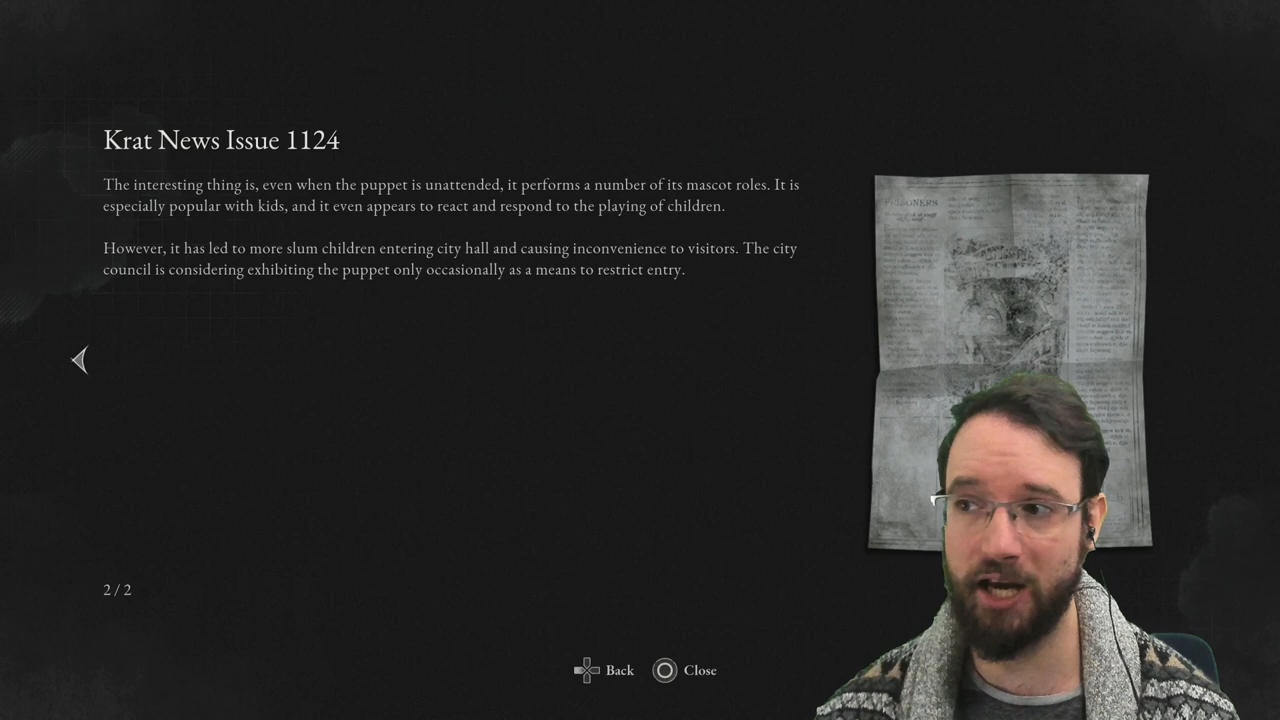 Krat News Issue 1124
The interesting thing is, even when the puppet is unattended, it performs a number of its mascot roles. It is
especially popular with kids, and it even appears to react and respond to the playing of children.
However, it has led to more slum children entering city hall and causing inconvenience to visitors. The city
council is considering exhibiting the puppet only occasionally as a means to restrict entry.
2 / 2
Back
Close